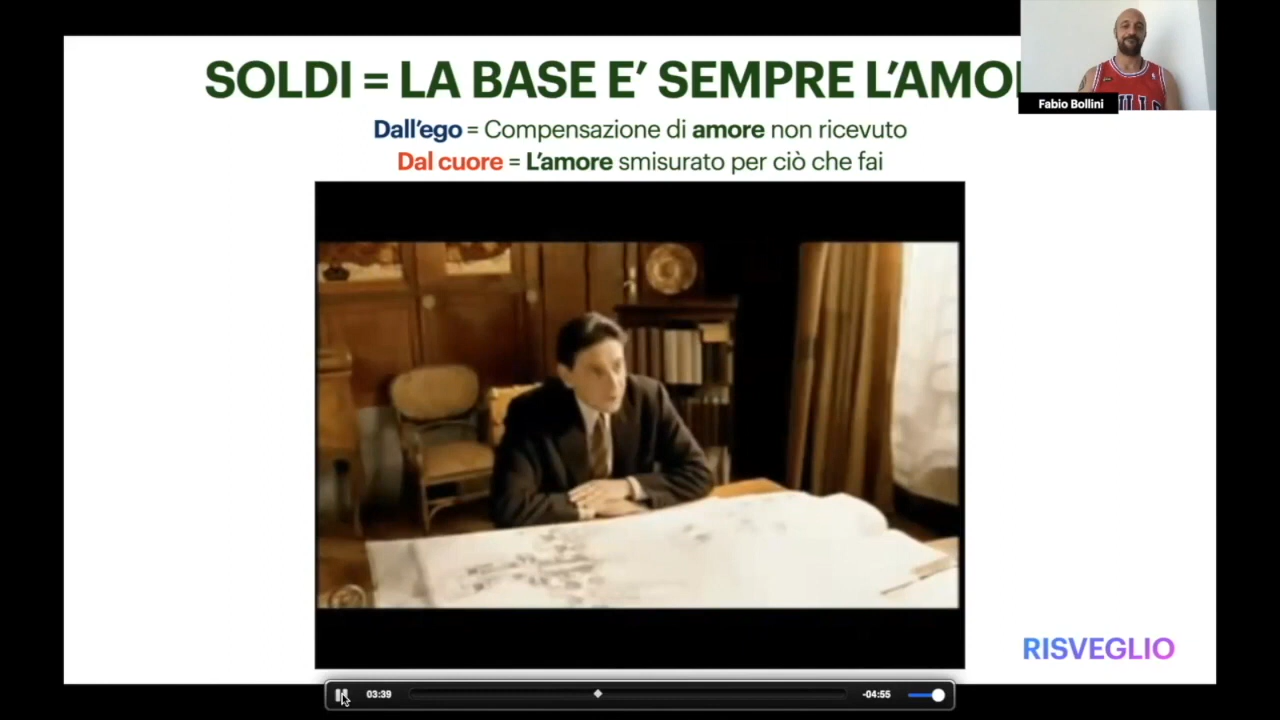 SOLDI = LA BASE E' SEMPRE L'AMO
Fabio Bollini
Dall'ego = Compensazione di amore non ricevuto
Dal cuore = L'amore smisurato per ciò che fai
RISVEGLIO
03:39
-04:55